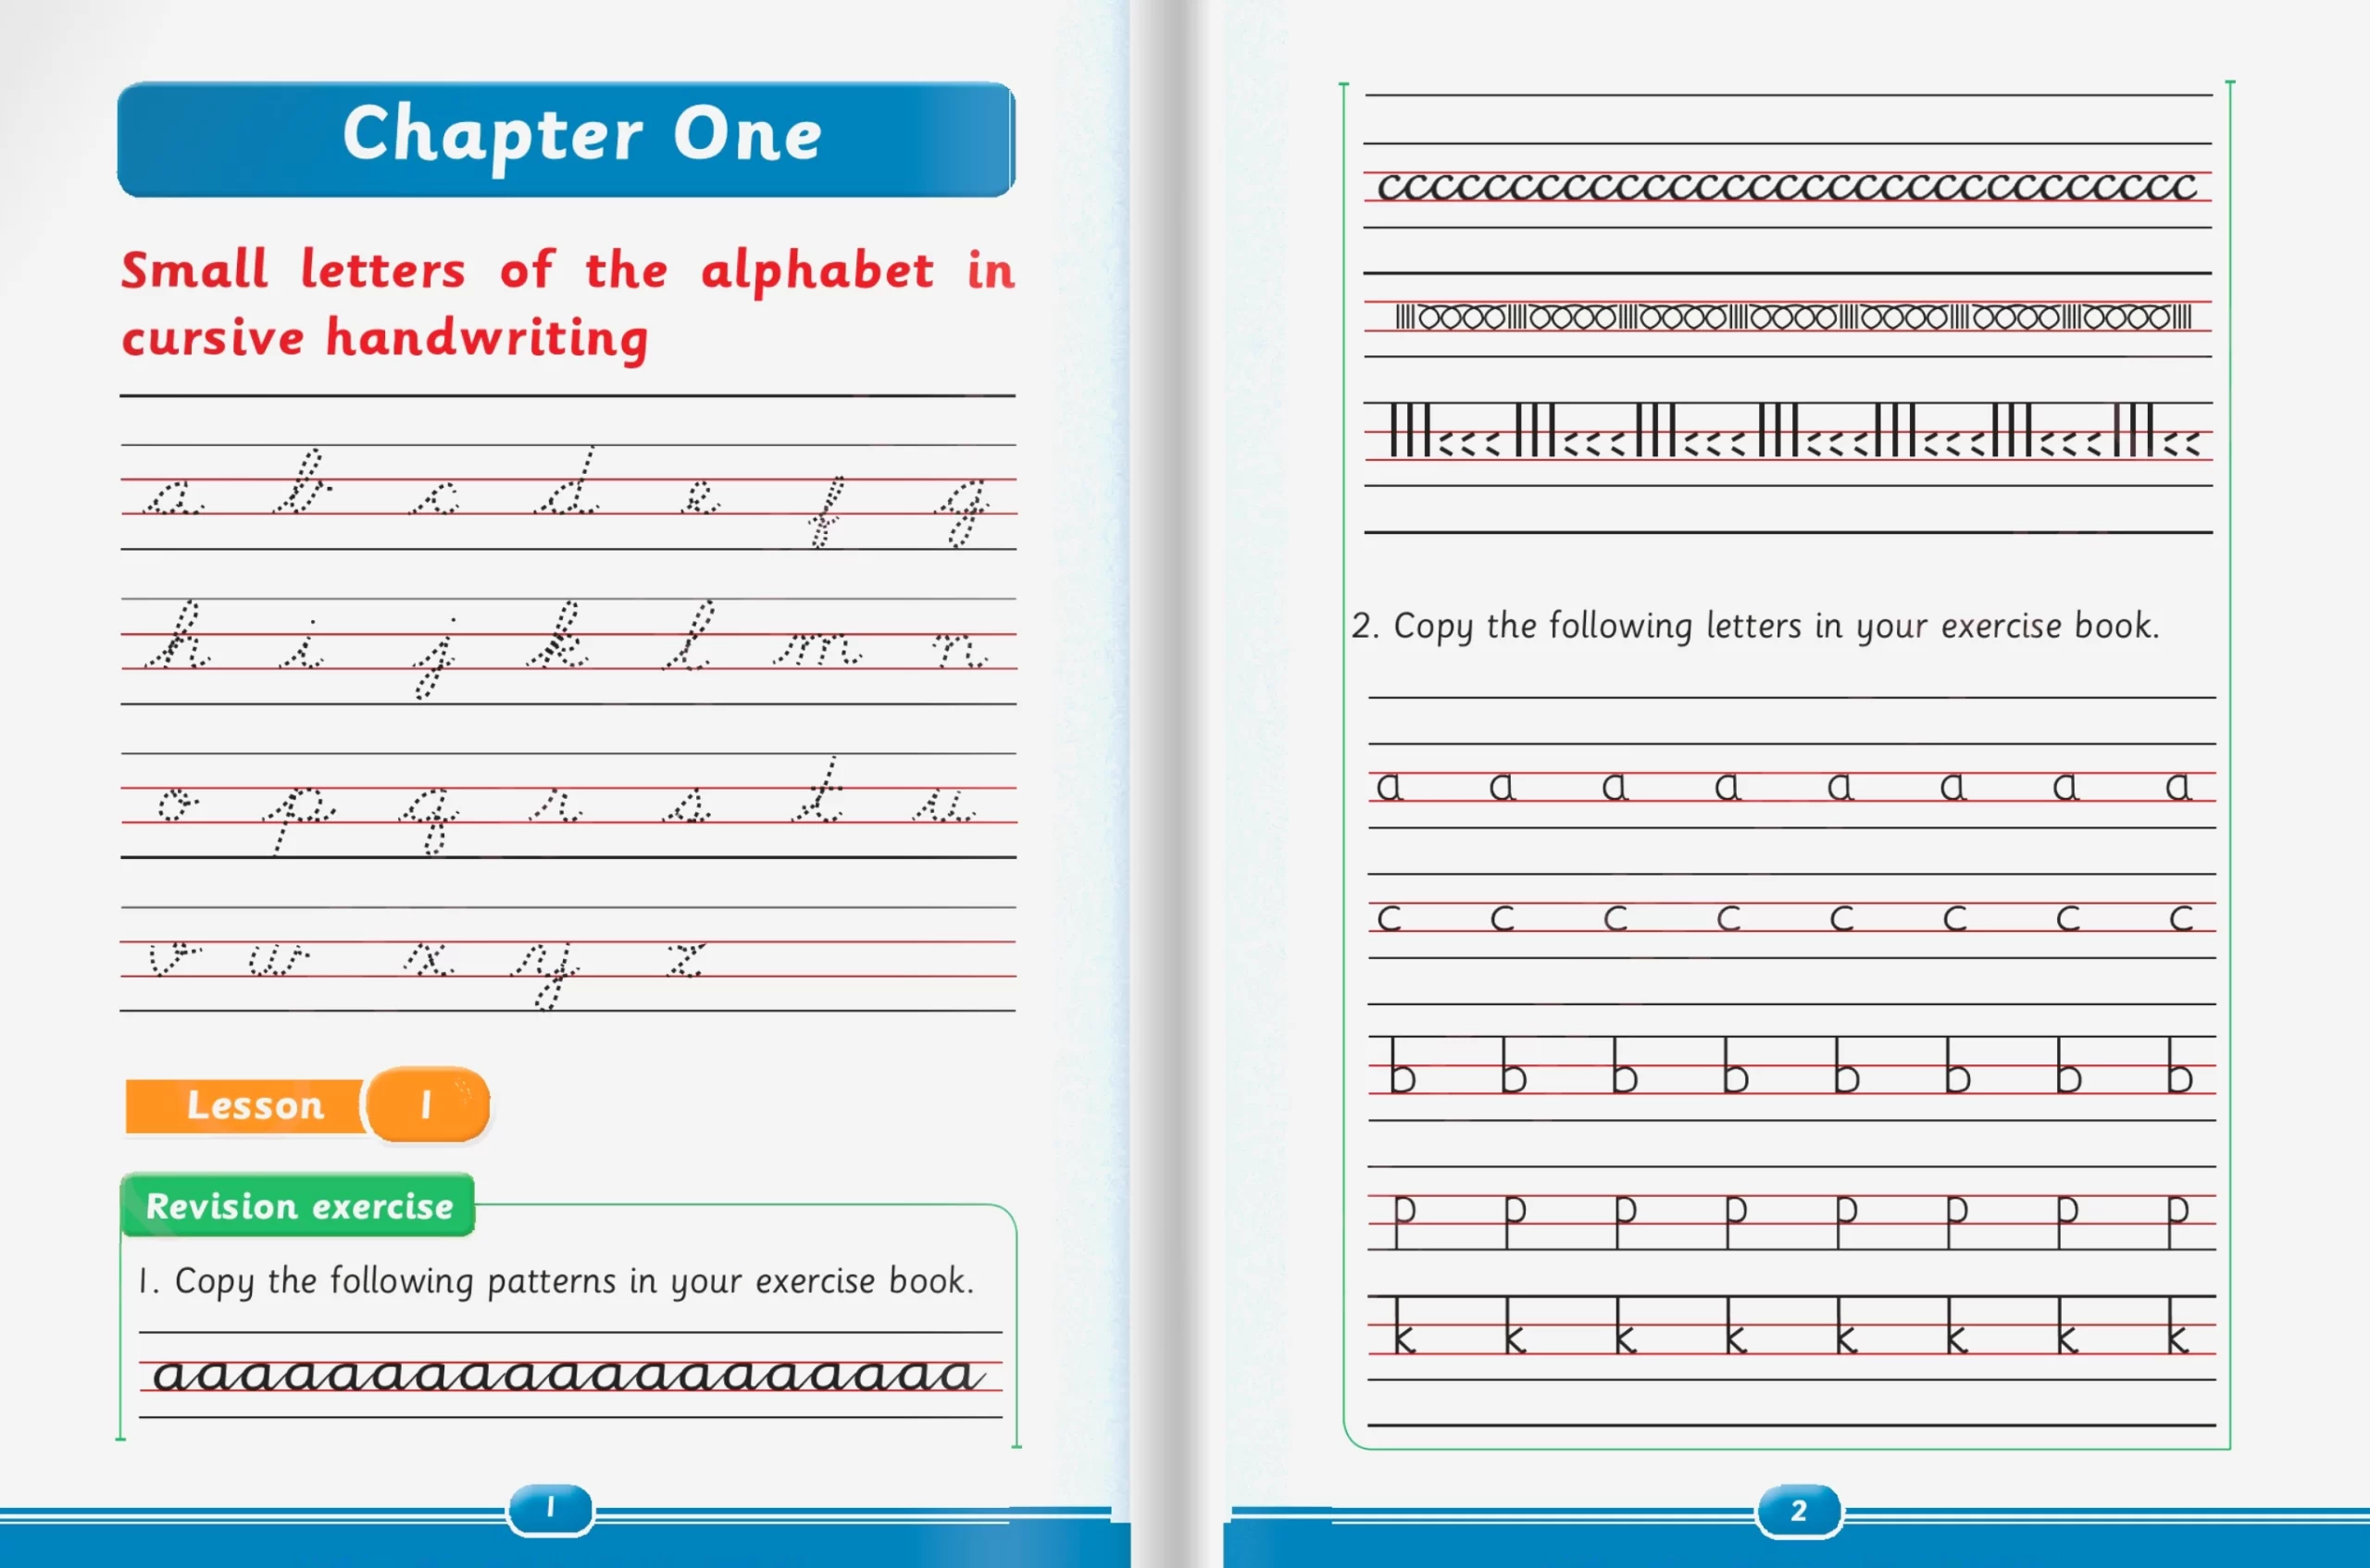 Chapter One
Small letters of the alphabet in
cursive handwriting
a b c d e f g
h i j k l m n
o p q r s t u
v w x y z
Lesson 1
Revision exercise
1. Copy the following patterns in your exercise book.
aaaaaaaaaaaaaaaaaaa
1
ccccccccccccccccccccccccccccccc
2. Copy the following letters in your exercise book.
a a a a a a a a
c c c c c c c c
b b b b b b b b
p p p p p p p p
k k k k k k k k
2